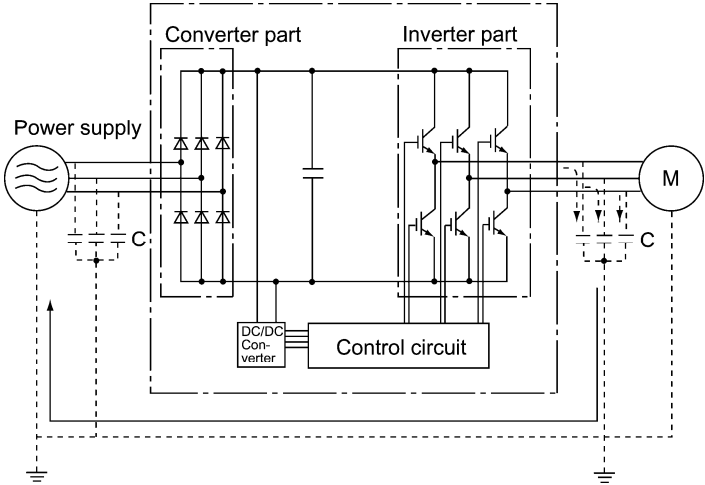 Converter part
Inverter part
Power supply
M
C
C
DC/DC
Con-
verter
Control circuit